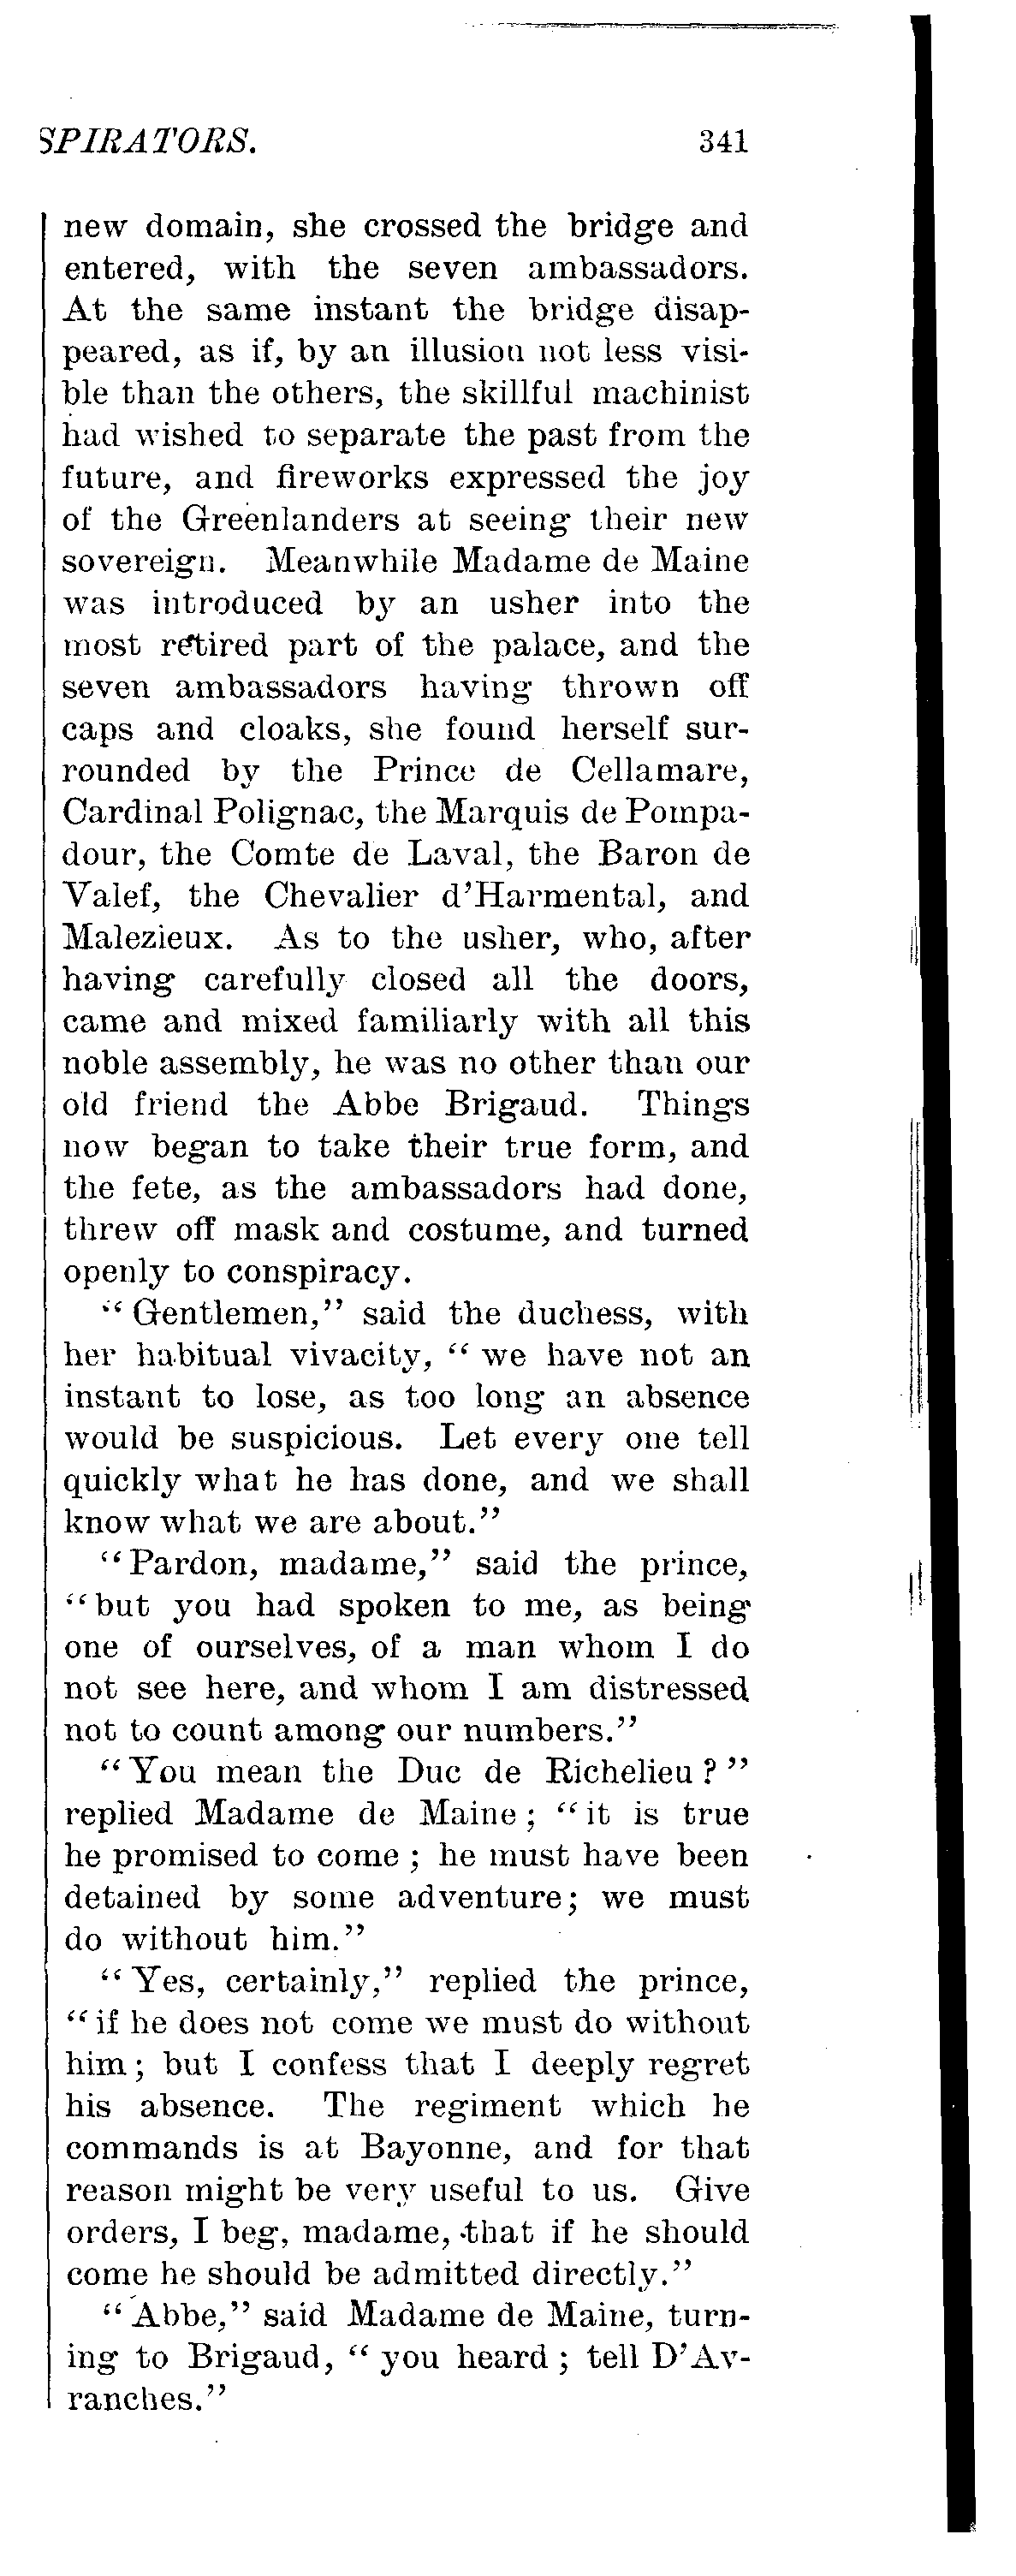 SPIRATORS. 341
new domain, she crossed the bridge and
entered, with the seven ambassadors.
At the same instant the bridge disap-
peared, as if, by an illusion not less visi-
ble than the others, the skillful machinist
had wished to separate the past from the
future, and fireworks expressed the joy
of the Greenlanders at seeing their new
sovereign. Meanwhile Madame de Maine
was introduced by an usher into the
most retired part of the palace, and the
seven ambassadors having thrown off
caps and cloaks, she found herself sur-
rounded by the Prince de Cellamare,
Cardinal Polignac, the Marquis de Pompa-
dour, the Comte de Laval, the Baron de
Valef, the Chevalier d'Harmental, and
Malezieux. As to the usher, who, after
having carefully closed all the doors,
came and mixed familiarly with all this
noble assembly, he was no other than our
old friend the Abbe Brigaud. Things
now began to take their true form, and
the fete, as the ambassadors had done,
threw off mask and costume, and turned
openly to conspiracy.
"Gentlemen," said the duchess, with
her habitual vivacity, "we have not an
instant to lose, as too long an absence
would be suspicious. Let every one tell
quickly what he has done, and we shall
know what we are about."
"Pardon, madame," said the prince,
"but you had spoken to me, as being
one of ourselves, of a man whom I do
not see here, and whom I am distressed
not to count among our numbers."
"You mean the Duc de Richelieu?"
replied Madame de Maine; "it is true
he promised to come; he must have been
detained by some adventure; we must
do without him."
"Yes, certainly," replied the prince,
"if he does not come we must do without
him; but I confess that I deeply regret
his absence. The regiment which he
commands is at Bayonne, and for that
reason might be very useful to us. Give
orders, I beg, madame, that if he should
come he should be admitted directly."
"Abbe," said Madame de Maine, turn-
ing to Brigaud, "you heard; tell D'Av-
ranches."